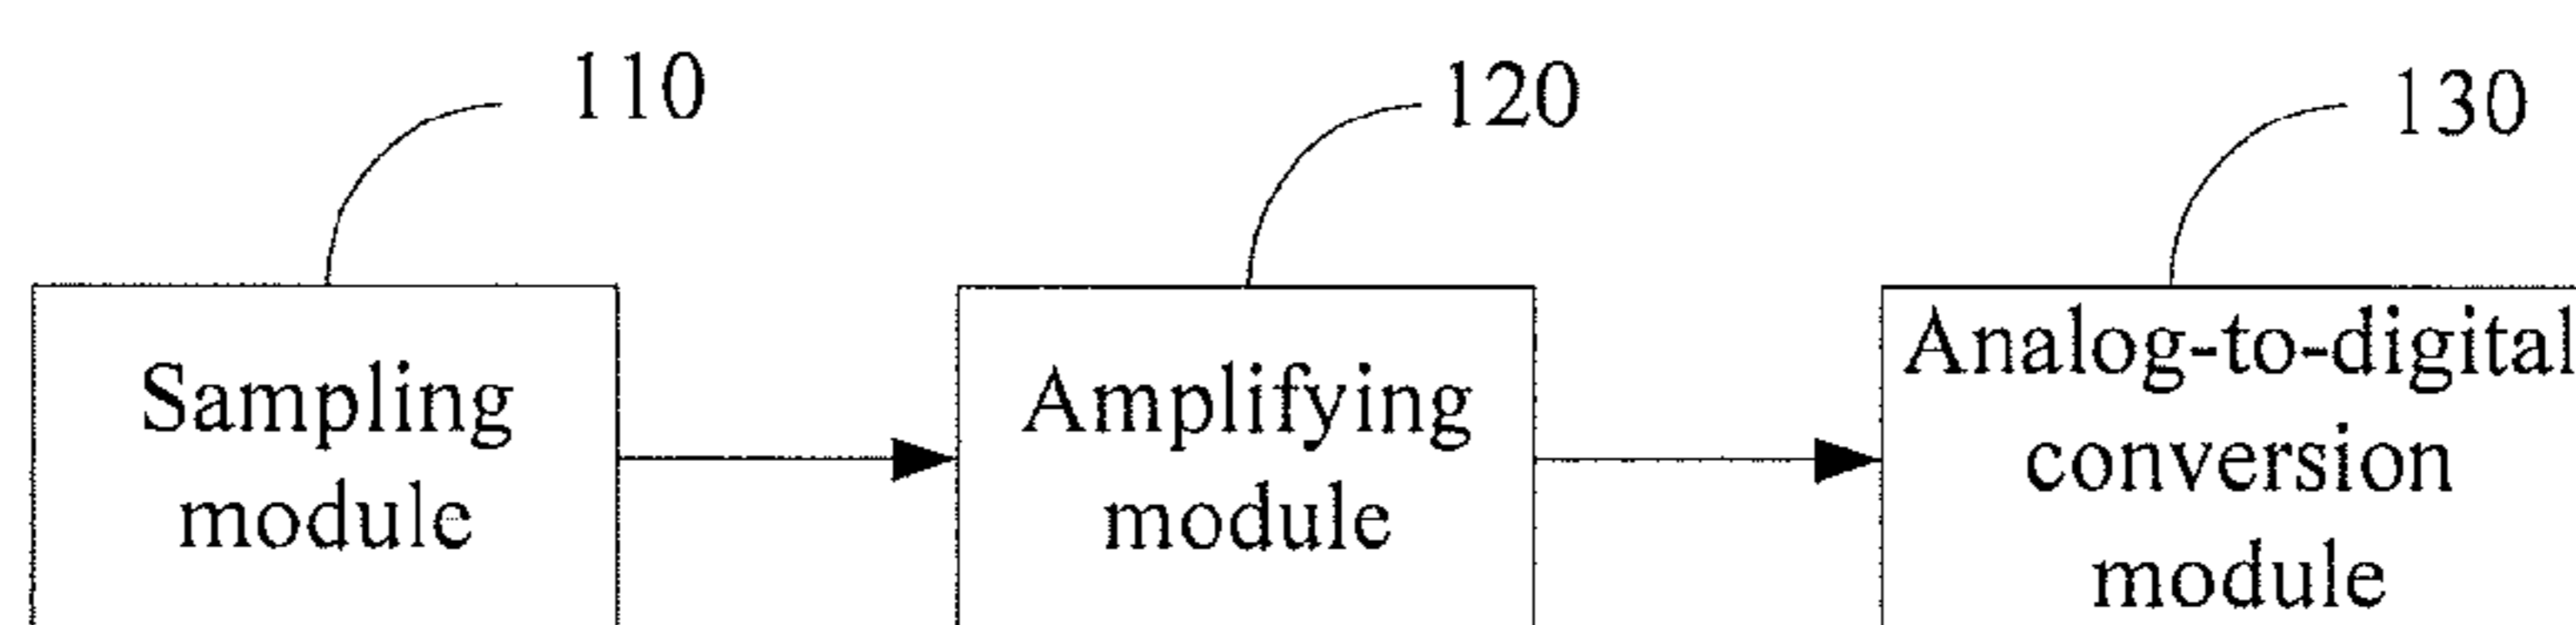 110
120
130
Sampling
module
Amplifying
module
Analog-to-digital
conversion
module